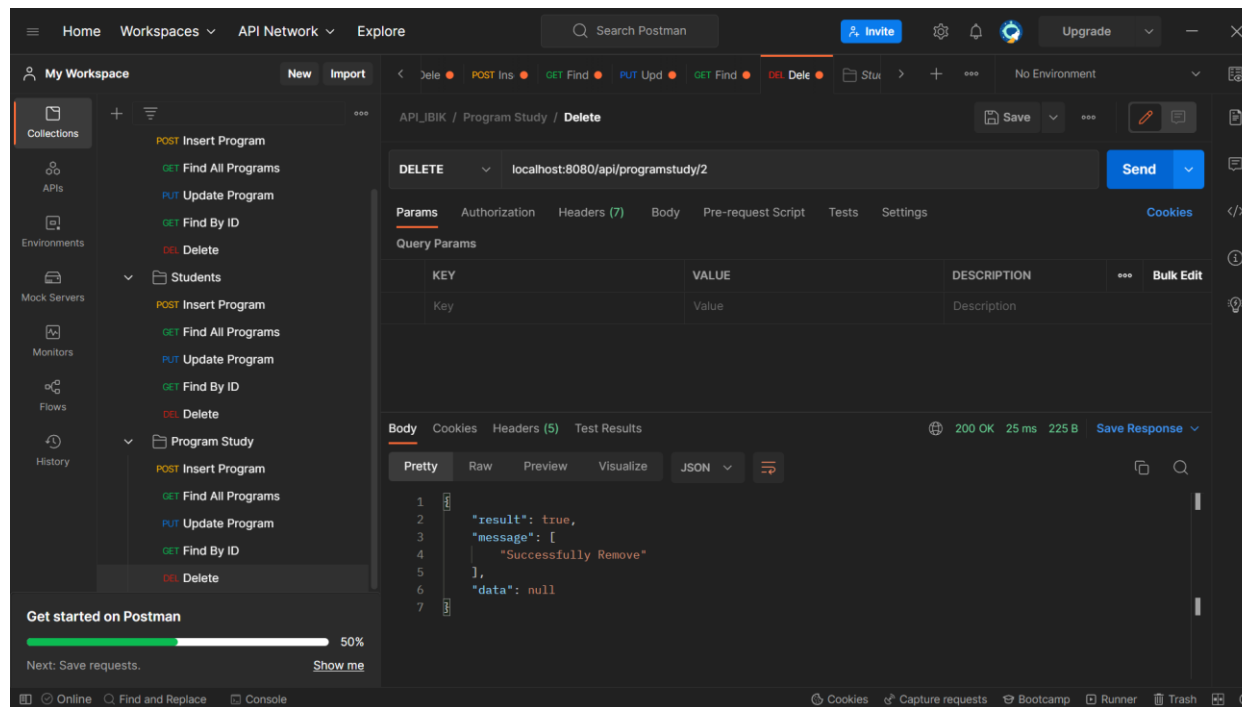 Home Workspaces API Network Explore Search Postman Invite Upgrade
My Workspace New Import
Dele POST Ins GET Find PUT Upd GET Find DEL Dele Stu No Environment
Collections
APIs
Environments
Mock Servers
Monitors
Flows
History
POST Insert Program
GET Find All Programs
PUT Update Program
GET Find By ID
DEL Delete
Students
POST Insert Program
GET Find All Programs
PUT Update Program
GET Find By ID
DEL Delete
Program Study
POST Insert Program
GET Find All Programs
PUT Update Program
GET Find By ID
DEL Delete
Get started on Postman
50%
Next: Save requests. Show me
API_IBIK / Program Study / Delete Save
DELETE localhost:8080/api/programstudy/2 Send
Params Authorization Headers (7) Body Pre-request Script Tests Settings Cookies
Query Params
KEY VALUE DESCRIPTION Bulk Edit
Key Value Description
Body Cookies Headers (5) Test Results 200 OK 25 ms 225 B Save Response
Pretty Raw Preview Visualize JSON
1 {
2 "result": true,
3 "message": [
4 "Successfully Remove"
5 ],
6 "data": null
7 }
Online Find and Replace Console Cookies Capture requests Bootcamp Runner Trash